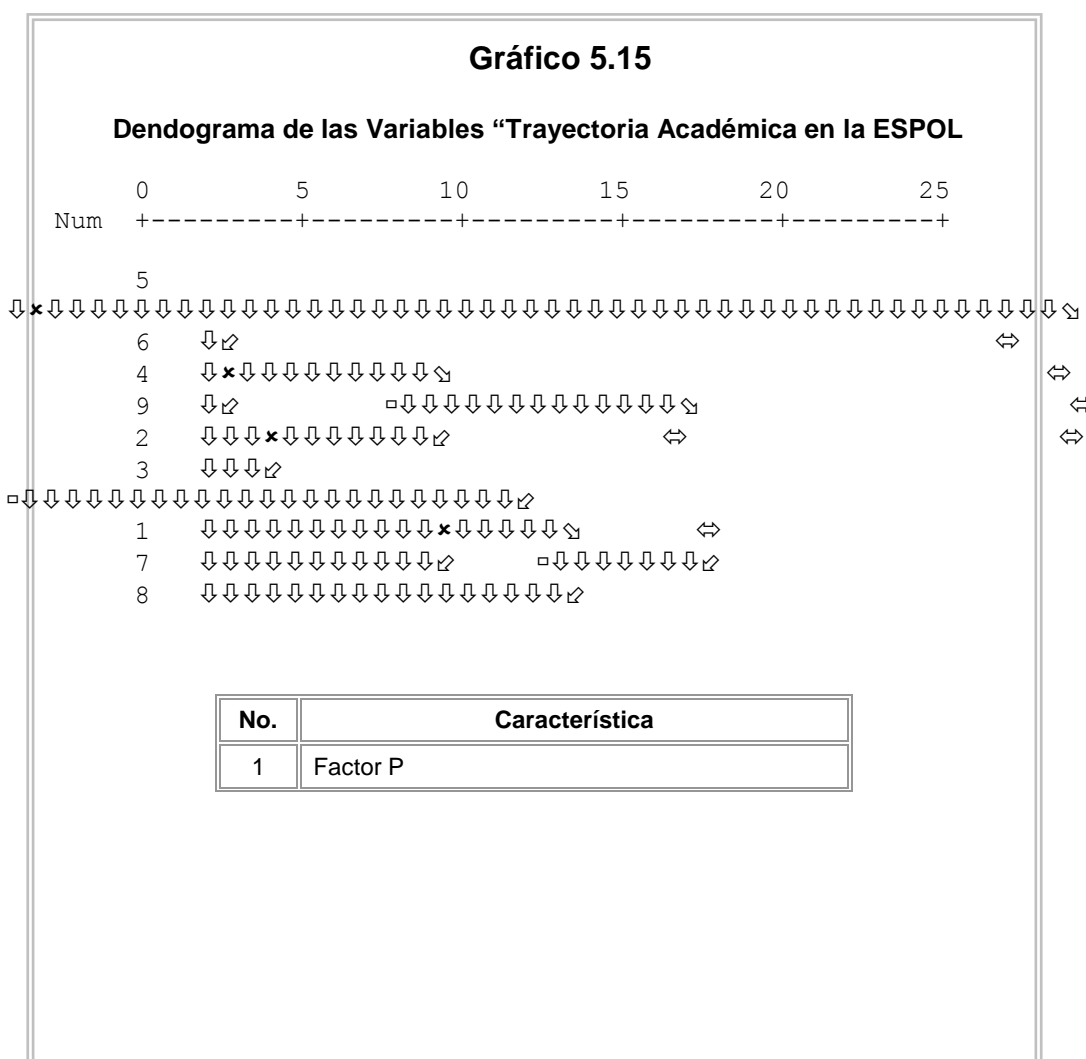 Gráfico 5.15
Dendograma de las Variables “Trayectoria Académica en la ESPOL
0 5 10 15 20 25
Num +---------+---------+---------+---------+---------+
5
⇩×⇩⇩⇩⇩⇩⇩⇩⇩⇩⇩⇩⇩⇩⇩⇩⇩⇩⇩⇩⇩⇩⇩⇩⇩⇩⇩⇩⇩⇩⇩⇩⇩⇩⇩⇩⇩⇩⇩⇩⇩⇩⇩⇩⇩⇩⇩⇩⬂
6 ⇩⬃ ⇔
4 ⇩×⇩⇩⇩⇩⇩⇩⇩⇩⇩⬂ ⇔
9 ⇩⬃ ▫⇩⇩⇩⇩⇩⇩⇩⇩⇩⇩⇩⇩⇩⬂ ⇔
2 ⇩⇩⇩×⇩⇩⇩⇩⇩⇩⇩⬃ ⇔ ⇔
3 ⇩⇩⇩⬃
▫⇩⇩⇩⇩⇩⇩⇩⇩⇩⇩⇩⇩⇩⇩⇩⇩⇩⇩⇩⇩⇩⇩⇩⬃
1 ⇩⇩⇩⇩⇩⇩⇩⇩⇩⇩⇩×⇩⇩⇩⇩⇩⬂ ⇔
7 ⇩⇩⇩⇩⇩⇩⇩⇩⇩⇩⇩⬃ ▫⇩⇩⇩⇩⇩⇩⇩⬃
8 ⇩⇩⇩⇩⇩⇩⇩⇩⇩⇩⇩⇩⇩⇩⇩⇩⇩⬃
No. Característica
1 Factor P